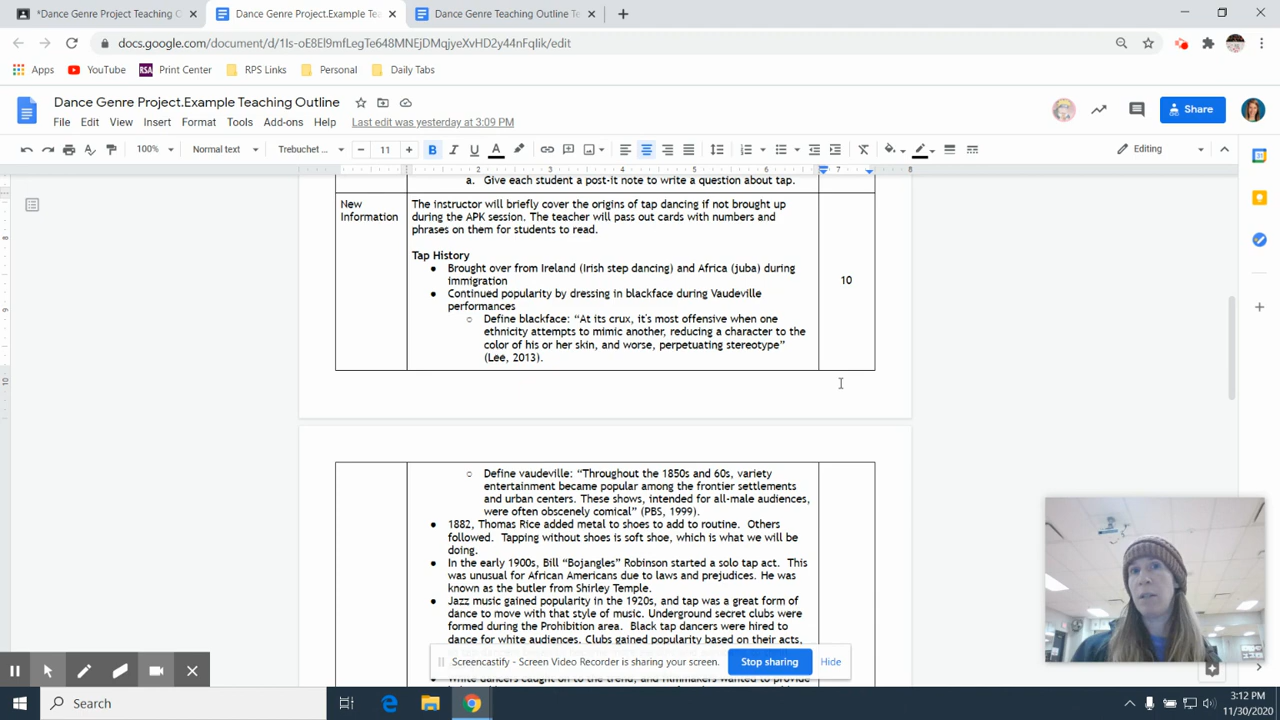 *Dance Genre Project Teaching O
Dance Genre Project.Example Tea
Dance Genre Teaching Outline Te
docs.google.com/document/d/1Is-oE8El9mfLegTe648MNEjDMqjyeXvHD2y44nFqlik/edit
Apps YouTube RSA Print Center RPS Links Personal Daily Tabs
Dance Genre Project.Example Teaching Outline
File Edit View Insert Format Tools Add-ons Help Last edit was yesterday at 3:09 PM
Share
100% Normal text Trebuchet ... 11 Editing
2 3 4 5 6 7 8
a. Give each student a post-it note to write a question about tap.
New
Information
The instructor will briefly cover the origins of tap dancing if not brought up
during the APK session. The teacher will pass out cards with numbers and
phrases on them for students to read.
Tap History
● Brought over from Ireland (Irish step dancing) and Africa (juba) during
immigration
● Continued popularity by dressing in blackface during Vaudeville
performances
○ Define blackface: “At its crux, it's most offensive when one
ethnicity attempts to mimic another, reducing a character to the
color of his or her skin, and worse, perpetuating stereotype”
(Lee, 2013).
10
○ Define vaudeville: “Throughout the 1850s and 60s, variety
entertainment became popular among the frontier settlements
and urban centers. These shows, intended for all-male audiences,
were often obscenely comical” (PBS, 1999).
● 1882, Thomas Rice added metal to shoes to add to routine. Others
followed. Tapping without shoes is soft shoe, which is what we will be
doing.
● In the early 1900s, Bill “Bojangles” Robinson started a solo tap act. This
was unusual for African Americans due to laws and prejudices. He was
known as the butler from Shirley Temple.
● Jazz music gained popularity in the 1920s, and tap was a great form of
dance to move with that style of music. Underground secret clubs were
formed during the Prohibition area. Black tap dancers were hired to
dance for white audiences. Clubs gained popularity based on their acts,
Screencastify - Screen Video Recorder is sharing your screen. Stop sharing Hide
White dancers caught on to the trend, and filmmakers wanted to provide
Search
3:12 PM
11/30/2020